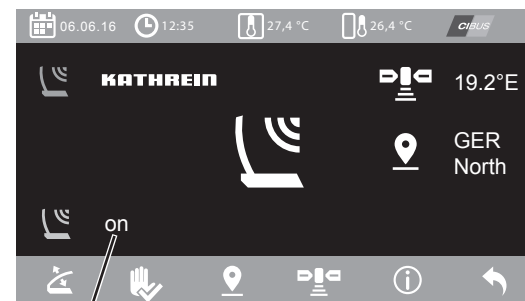 06.06.16 12:35 27,4 °C 26,4 °C CIBUS
KATHREIN 19.2°E
GER
North
on